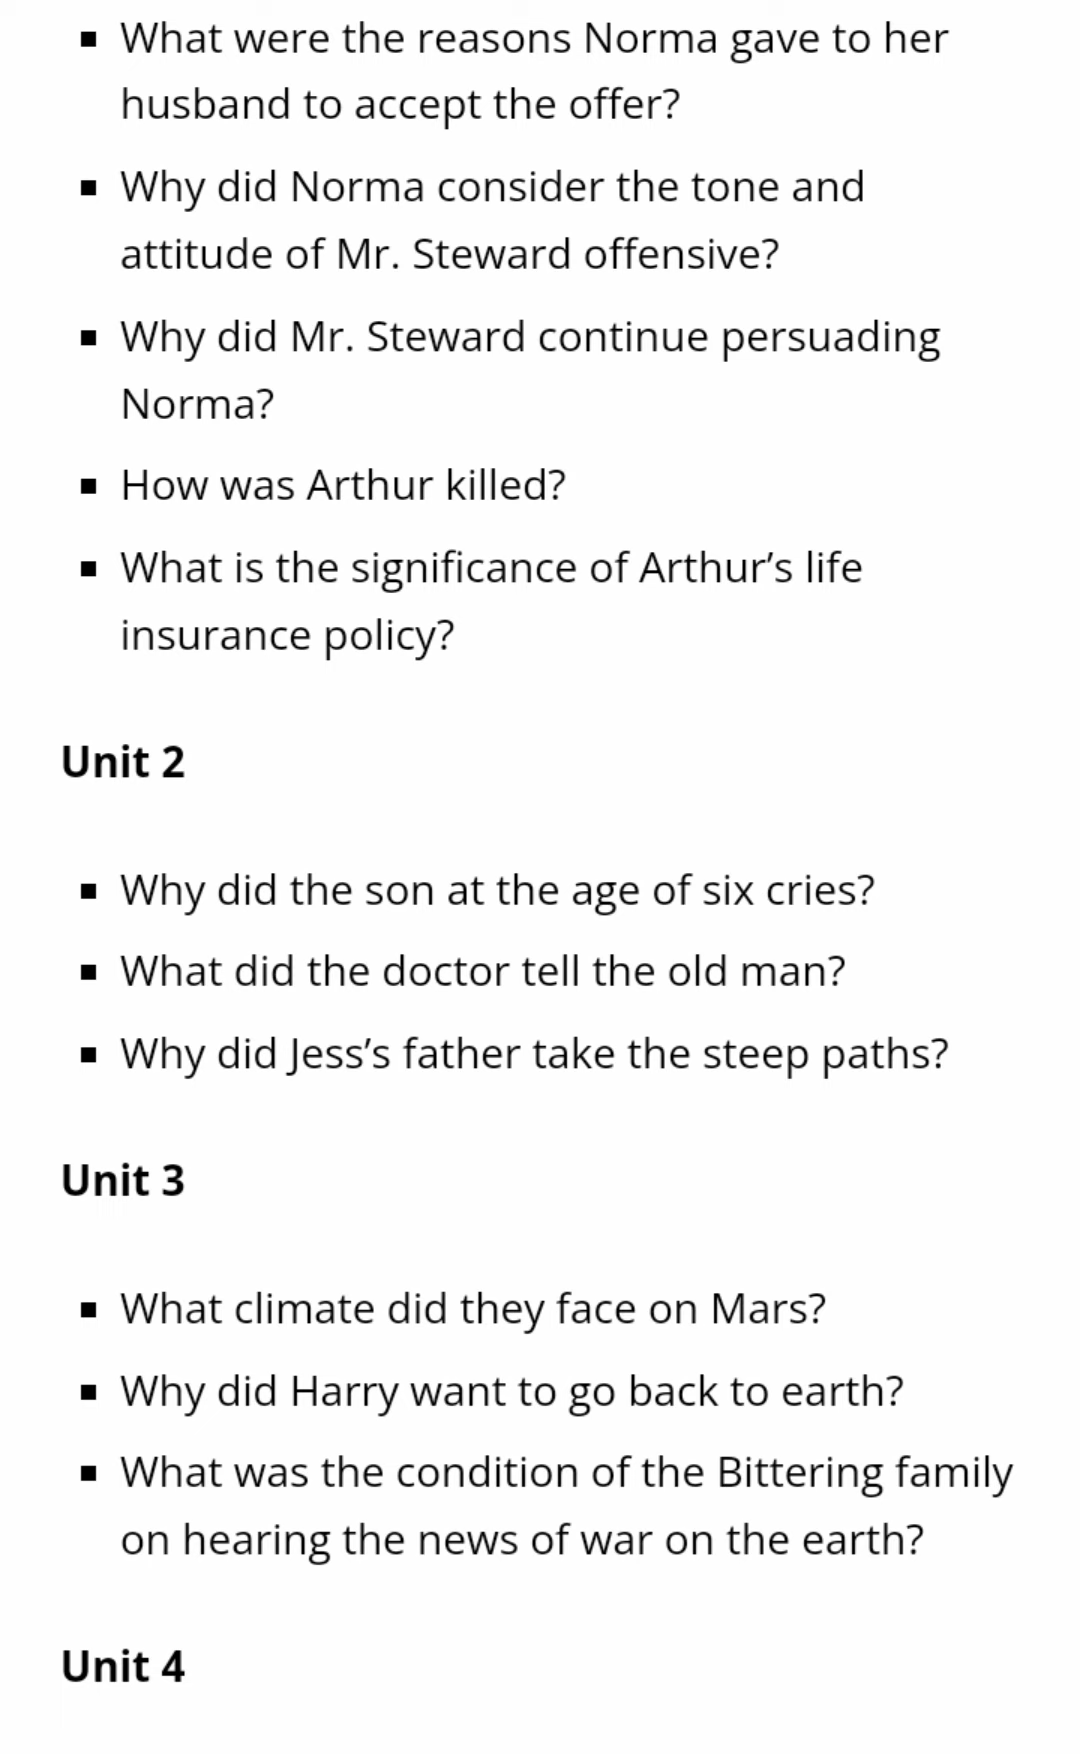 ▪ What were the reasons Norma gave to her
husband to accept the offer?
▪ Why did Norma consider the tone and
attitude of Mr. Steward offensive?
▪ Why did Mr. Steward continue persuading
Norma?
▪ How was Arthur killed?
▪ What is the significance of Arthur’s life
insurance policy?
Unit 2
▪ Why did the son at the age of six cries?
▪ What did the doctor tell the old man?
▪ Why did Jess’s father take the steep paths?
Unit 3
▪ What climate did they face on Mars?
▪ Why did Harry want to go back to earth?
▪ What was the condition of the Bittering family
on hearing the news of war on the earth?
Unit 4